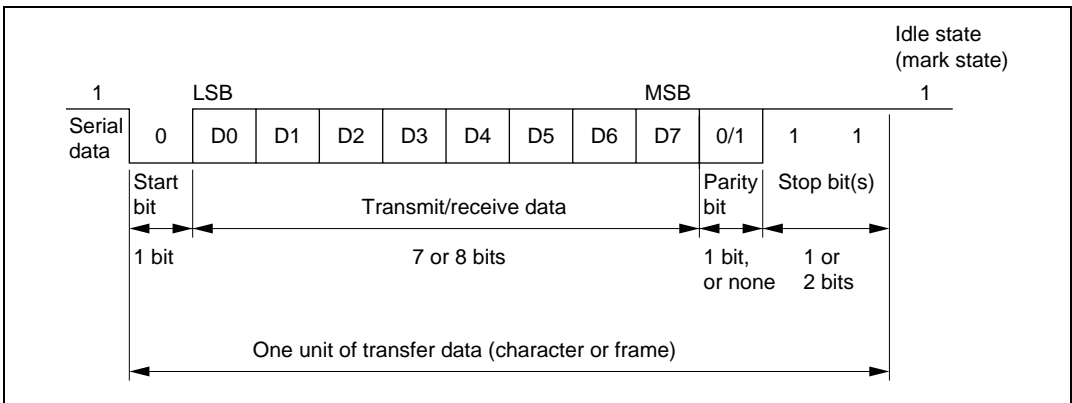 Idle state
(mark state)
1 LSB MSB 1
Serial
data
0 D0 D1 D2 D3 D4 D5 D6 D7 0/1 1 1
Start
bit
Transmit/receive data
Parity
bit
Stop bit(s)
1 bit
7 or 8 bits
1 bit,
or none
1 or
2 bits
One unit of transfer data (character or frame)